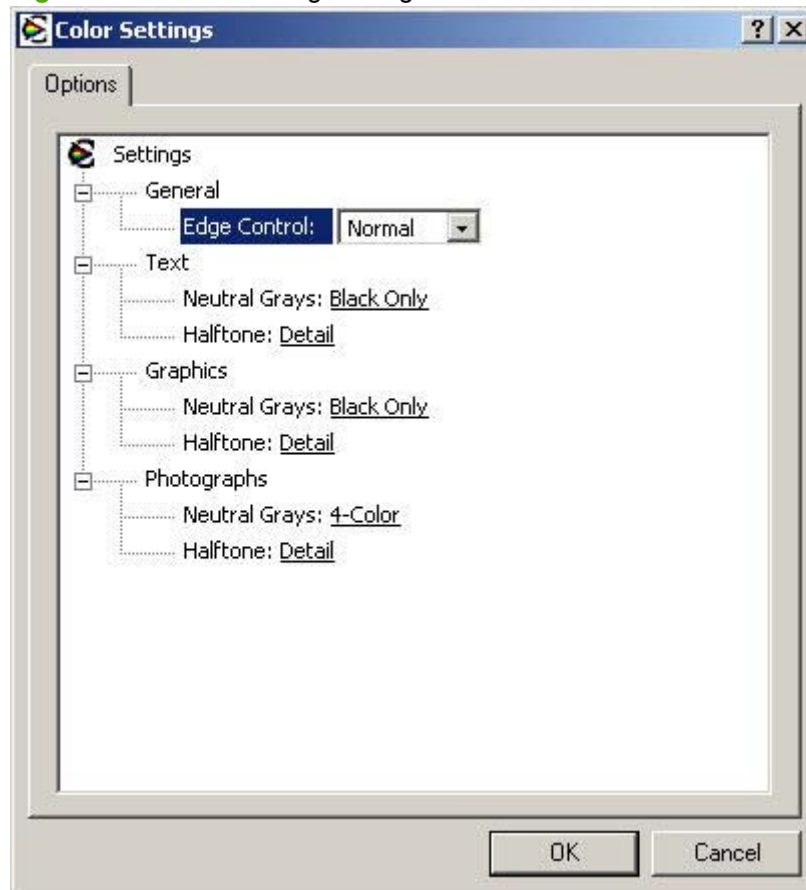 Color Settings
Options
Settings
General
Edge Control: Normal
Text
Neutral Grays: Black Only
Halftone: Detail
Graphics
Neutral Grays: Black Only
Halftone: Detail
Photographs
Neutral Grays: 4-Color
Halftone: Detail
OK Cancel